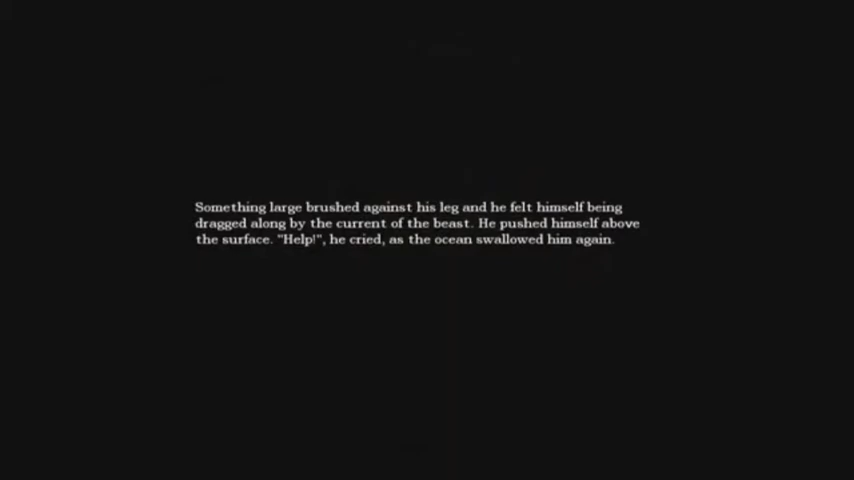 Something large brushed against his leg and he felt himself being
dragged along by the current of the beast. He pushed himself above
the surface. "Help!", he cried, as the ocean swallowed him again.